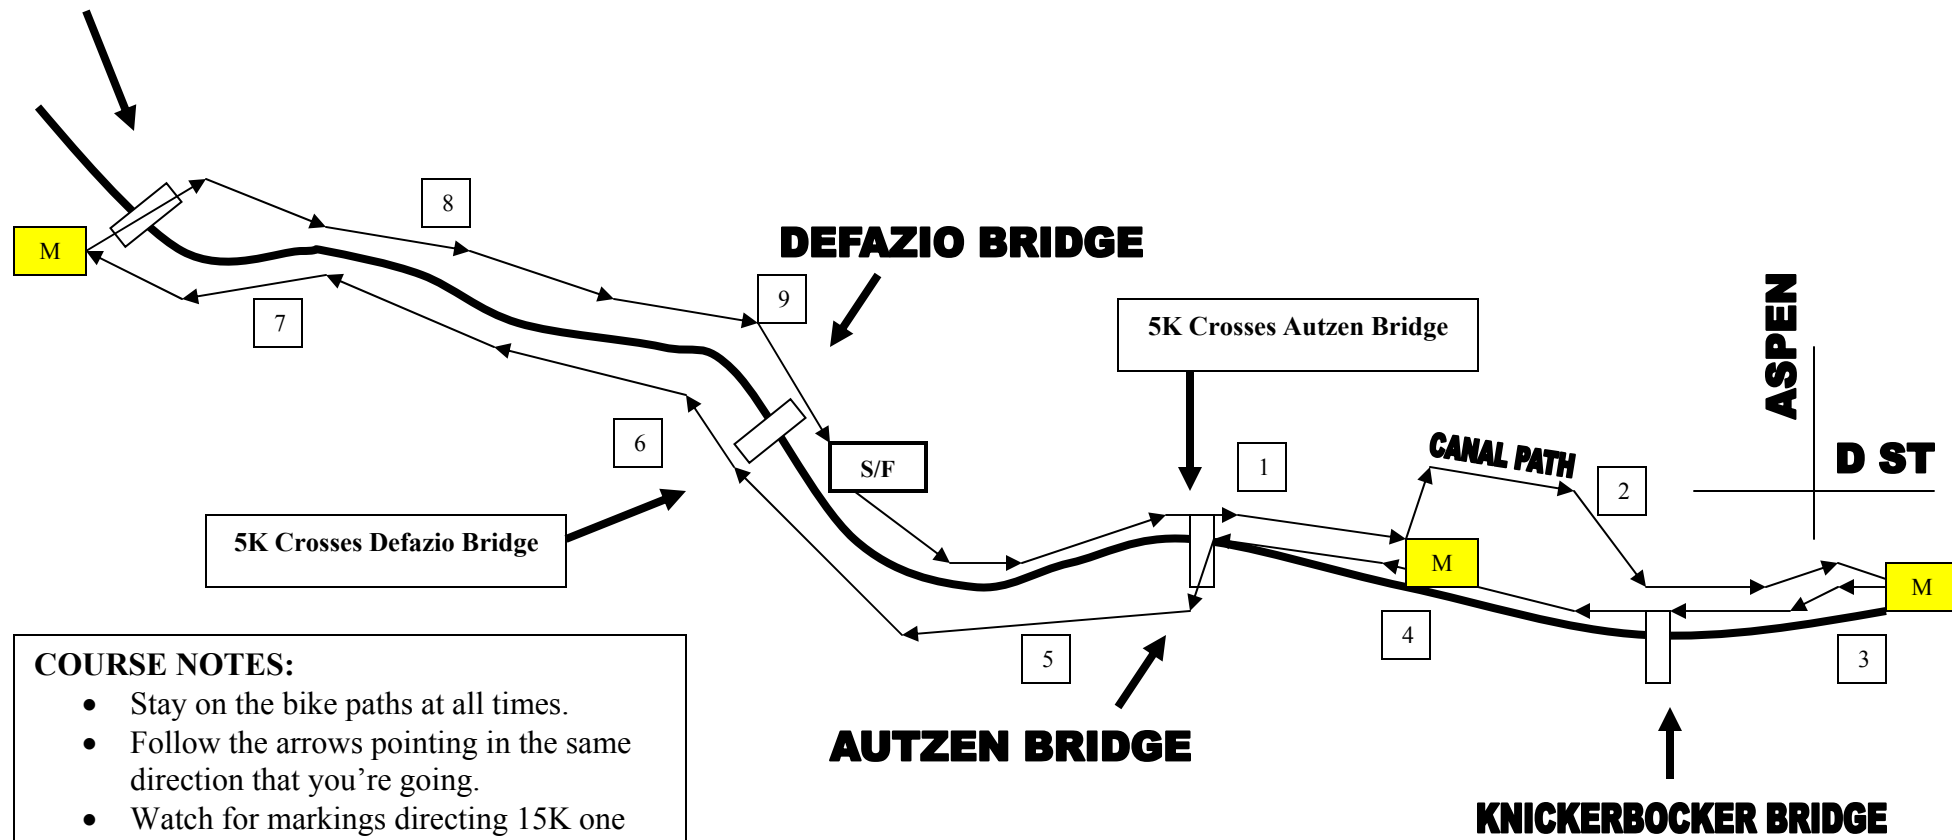 8
M
DEFAZIO BRIDGE
9
7
5K Crosses Autzen Bridge
ASPEN
6
S/F
1
CANAL PATH
2
D ST
5K Crosses Defazio Bridge
M
M
4
5
3
COURSE NOTES:
• Stay on the bike paths at all times.
• Follow the arrows pointing in the same
direction that you’re going.
• Watch for markings directing 15K one
AUTZEN BRIDGE
KNICKERBOCKER BRIDGE